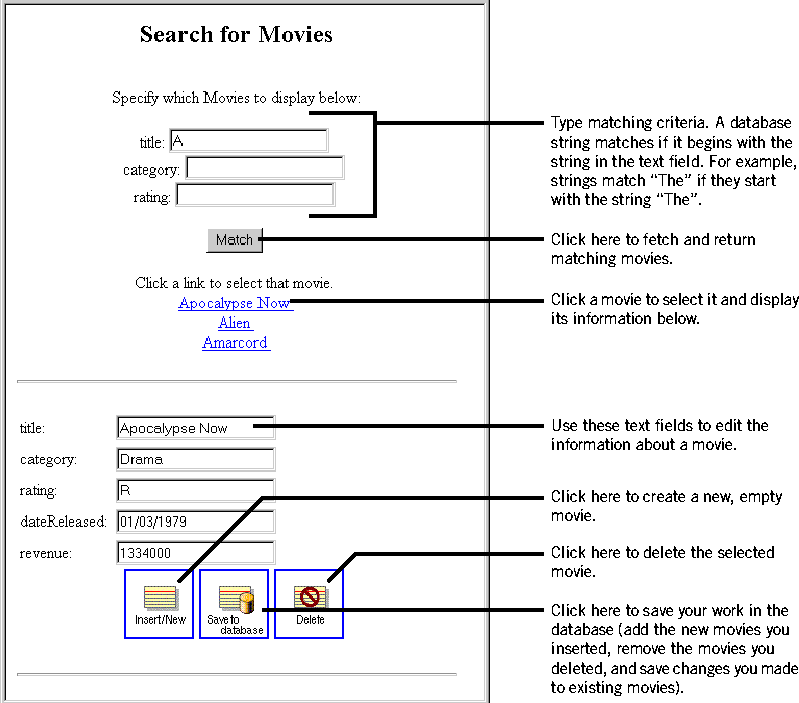 Search for Movies
Specify which Movies to display below:
title: A
category:
rating:
Match
Click a link to select that movie.
Apocalypse Now
Alien
Amarcord
title: Apocalypse Now
category: Drama
rating: R
dateReleased: 01/03/1979
revenue: 1334000
Insert/New
Save to
database
Delete
Type matching criteria. A database
string matches if it begins with the
string in the text field. For example,
strings match “The” if they start
with the string “The”.
Click here to fetch and return
matching movies.
Click a movie to select it and display
its information below.
Use these text fields to edit the
information about a movie.
Click here to create a new, empty
movie.
Click here to delete the selected
movie.
Click here to save your work in the
database (add the new movies you
inserted, remove the movies you
deleted, and save changes you made
to existing movies).